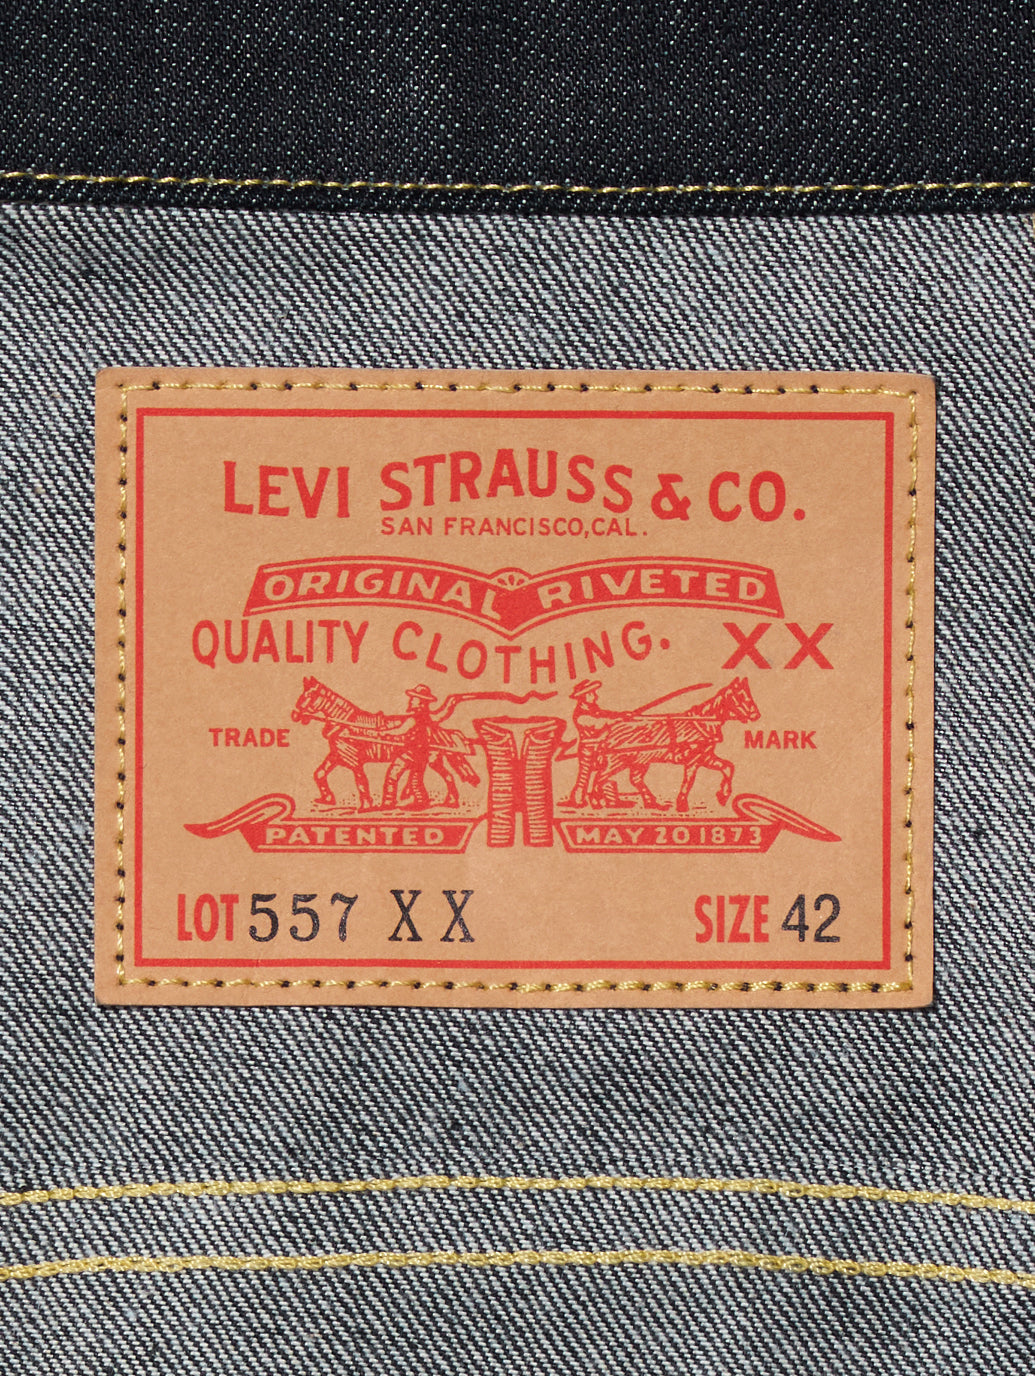 LEVI STRAUSS & CO.
SAN FRANCISCO, CAL.
ORIGINAL RIVETED
QUALITY CLOTHING. XX
TRADE MARK
PATENTED MAY 20 1873
LOT 557 XX SIZE 42